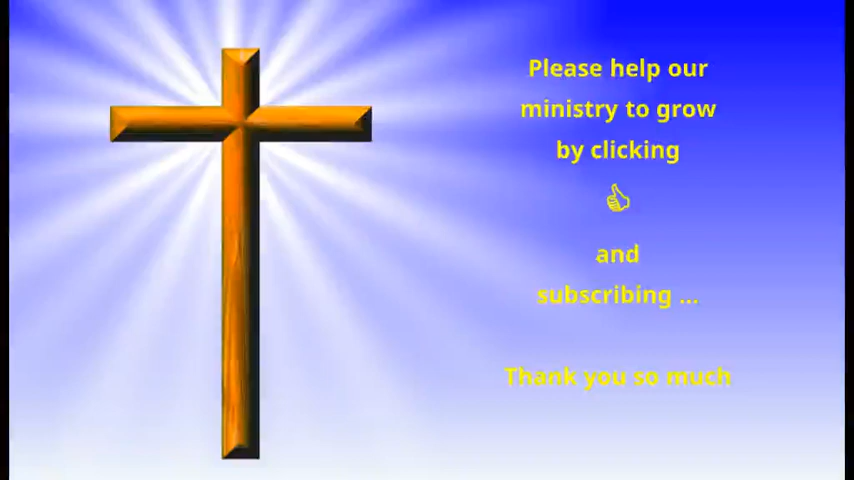 Please help our
ministry to grow
by clicking
👍
and
subscribing ...
Thank you so much